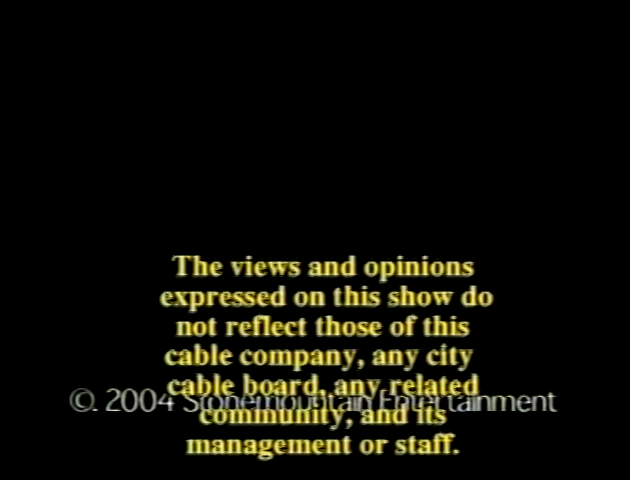 The views and opinions
expressed on this show do
not reflect those of this
cable company, any city
cable board, any related
©. 2004 Stonemountain Entertainment
community, and its
management or staff.